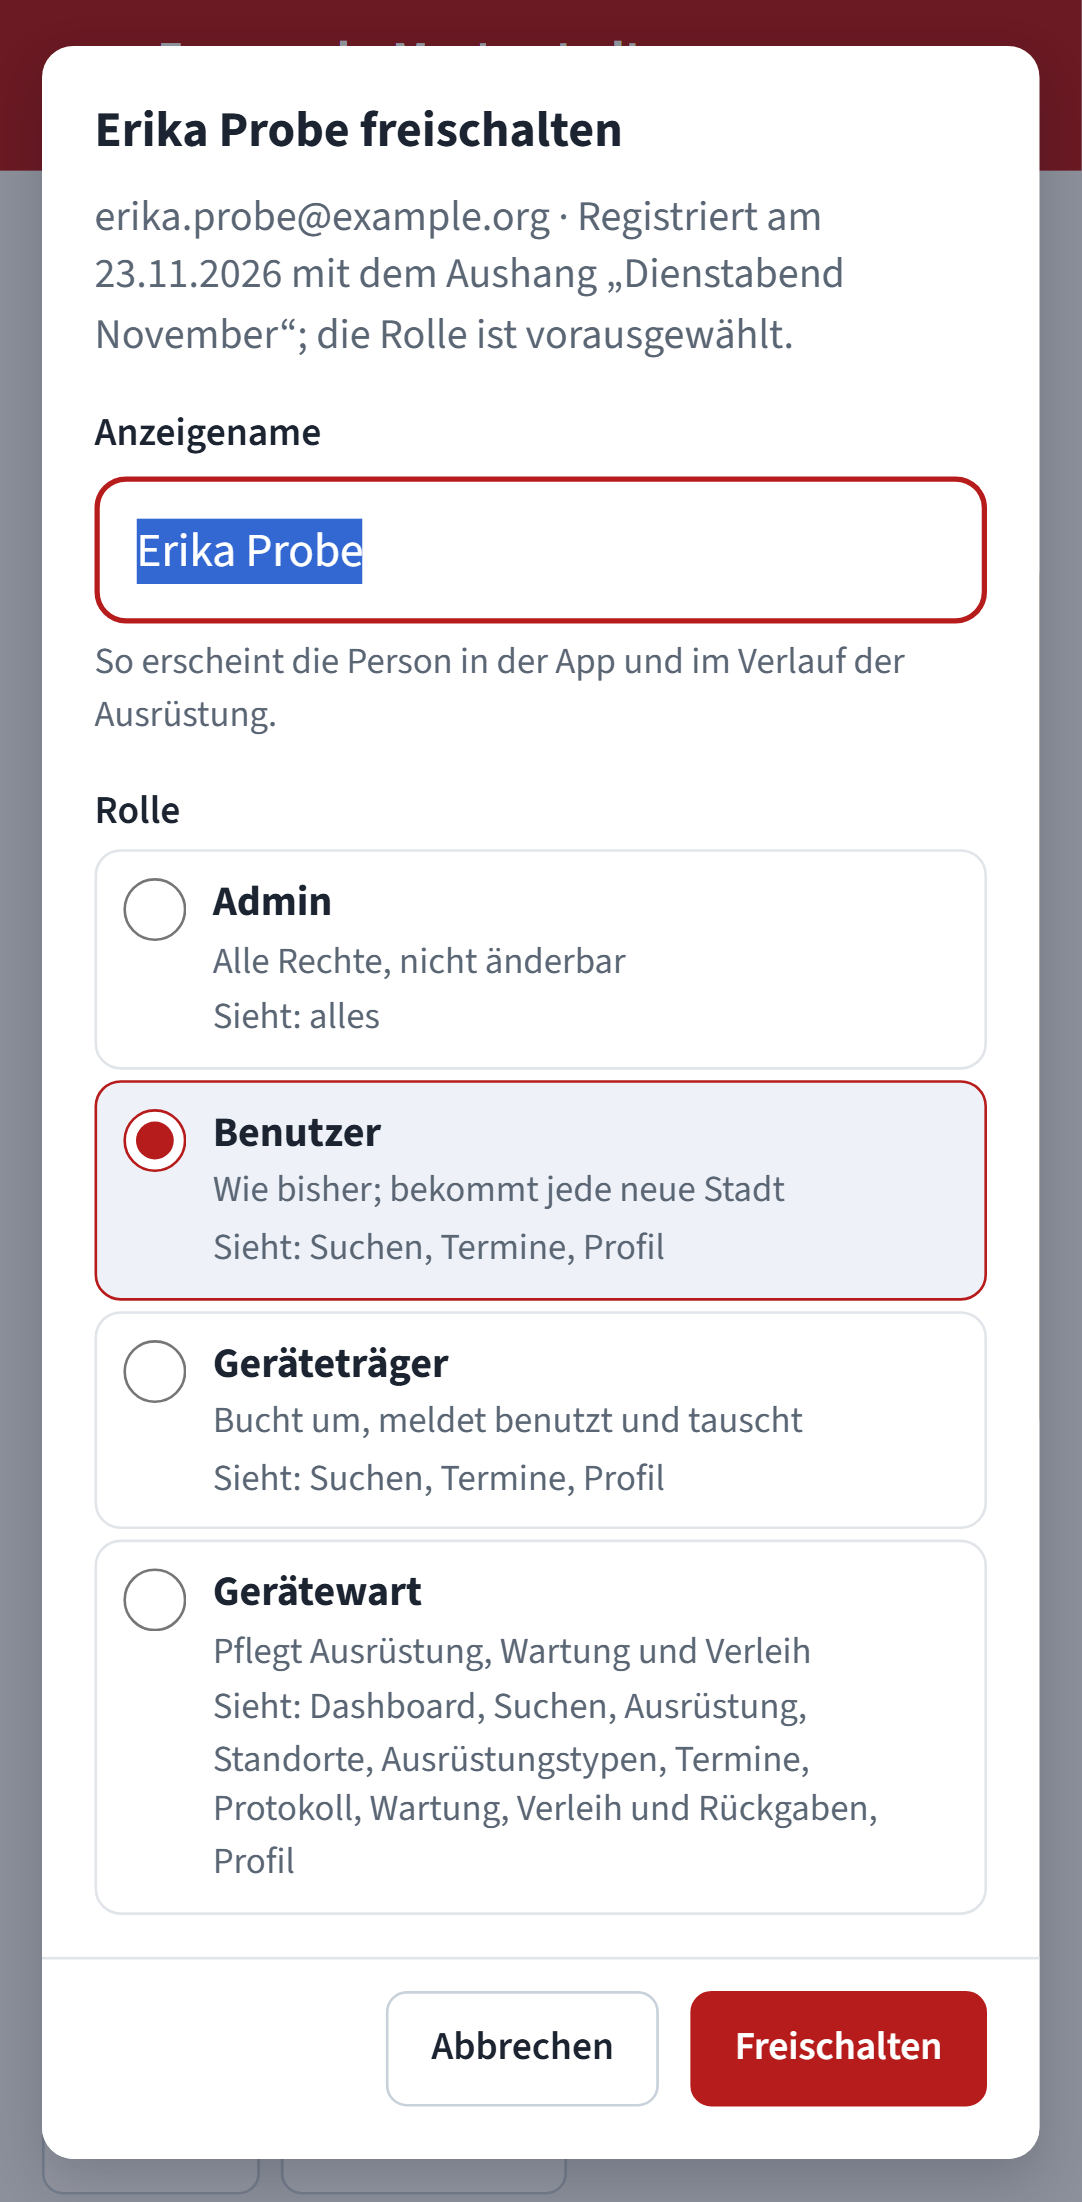 Erika Probe freischalten
erika.probe@example.org · Registriert am
23.11.2026 mit dem Aushang „Dienstabend
November“; die Rolle ist vorausgewählt.
Anzeigename
Erika Probe
So erscheint die Person in der App und im Verlauf der
Ausrüstung.
Rolle
Admin
Alle Rechte, nicht änderbar
Sieht: alles
Benutzer
Wie bisher; bekommt jede neue Stadt
Sieht: Suchen, Termine, Profil
Geräteträger
Bucht um, meldet benutzt und tauscht
Sieht: Suchen, Termine, Profil
Gerätewart
Pflegt Ausrüstung, Wartung und Verleih
Sieht: Dashboard, Suchen, Ausrüstung,
Standorte, Ausrüstungstypen, Termine,
Protokoll, Wartung, Verleih und Rückgaben,
Profil
Abbrechen
Freischalten